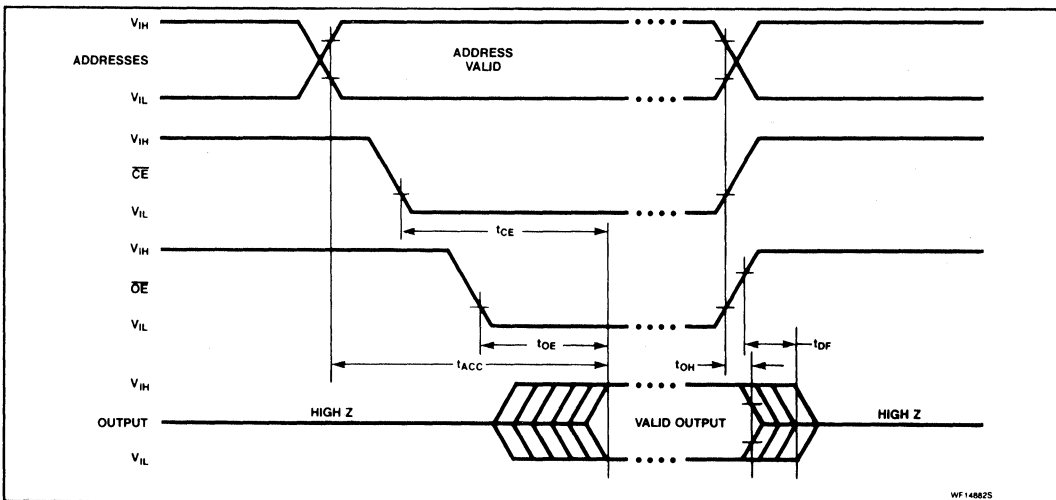 VIH
ADDRESSES
ADDRESS
VALID
VIL
VIH
CE
VIL
tCE
VIH
OE
VIL
tOE
tACC
tOH
tDF
VIH
OUTPUT
HIGH Z
VALID OUTPUT
HIGH Z
VIL
WF14882S